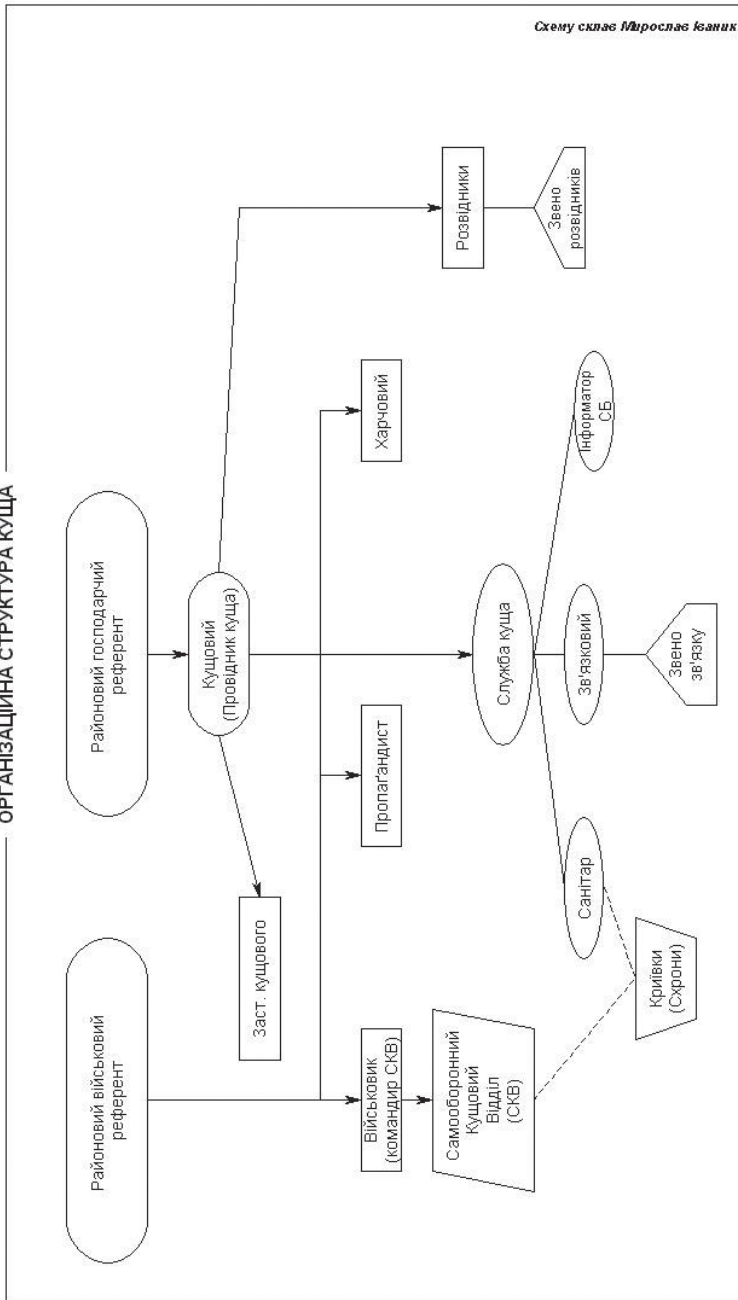 Схему склав Мирослав Іваник
ОРГАНІЗАЦІЙНА СТРУКТУРА КУЩА
Районовий військовий
референт
Районовий господарчий
референт
Кущовий
(Провідник куща)
Заст. кущового
Військовик
(командир СКВ)
Пропаґандист
Харчовий
Розвідники
Самооборонний
Кущовий
Відділ
(СКВ)
Служба куща
Звено
розвідників
Санітар
Зв'язковий
Інформатор
СБ
Криївки
(Схрони)
Звено
зв'язку